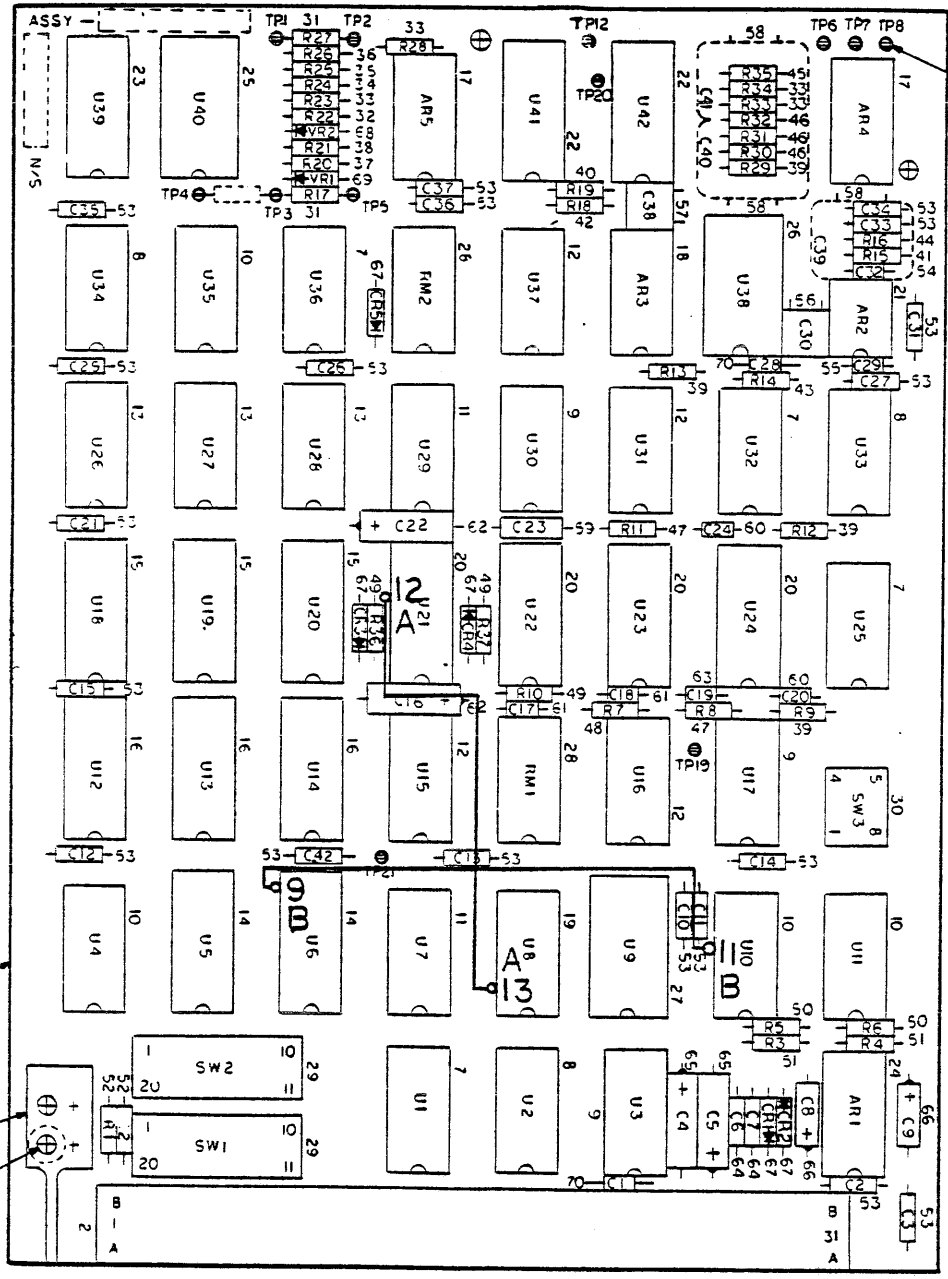 ASSY - TP1 31 TP2 33 TP12 58 TP6 TP7 TP8
N/S
23 U39
25 U40
R27
R26 36
R25 35
R24 34
R23 33
R22 32
VR2 68
R21 38
R20 37
VR1 69
R17
TP4 TP3 31 TP5
R28
17 AR5
C37 53
C36 53
U41 22
TP20
22 U42
40 R19
R18 42
C38 57
C41 C40
R35 45
R34 33
R33 33
R32 46
R31 46
R30 46
R29 39
58
17 AR4
58
C34 53
C33 53
R16 44
R15 41
C32 54
C39
C35 53
8 U34
10 U35
7 U36
67 CR5
26 RM2
12 U37
18 AR3
26 U38
56 C30
21 AR2
C31 53
C25 53
C26 53
R13 39
70 C28
R14 43
55 C29
C27 53
13 U26
13 U27
13 U28
11 U29
9 U30
12 U31
7 U32
8 U33
C21 53
+ C22 62
C23 59
R11 47
C24 60
R12 39
15 U18
15 U19
15 U20
67 CR3
49 R36
12 A
20 U21
67 CR4
49 R37
20 U22
20 U23
20 U24
7 U25
C15 53
C16 + 62
R10 49
C17 61
C18 61
R7 48
63 C19
R8 47
60 C20
R9 39
16 U12
16 U13
16 U14
12 U15
28 RM1
U16 12
TP19
9 U17
4 5
SW3 30
1 8
C12 53
53 C42
TP21
C13 53
C14 53
10 U4
14 U5
9 B
14 U6
11 U7
19 U8
A 13
U9 27
C10 53
C11 53
11 B
10 U10
10 U11
50 R5
R3 51
R6 50
R4 51
52 52
R1 2
1 10
SW2 29
20 11
1 10
SW1 29
20 11
7 U1
8 U2
9 U3
65 + C4
65 C5 +
C6 64
C7 64
CR1 67
CR2 67
C8 + 66
24 AR1
+ C9 66
+
+
70 C1
C2 53
C3 53
2
B
1
A
B
31
A